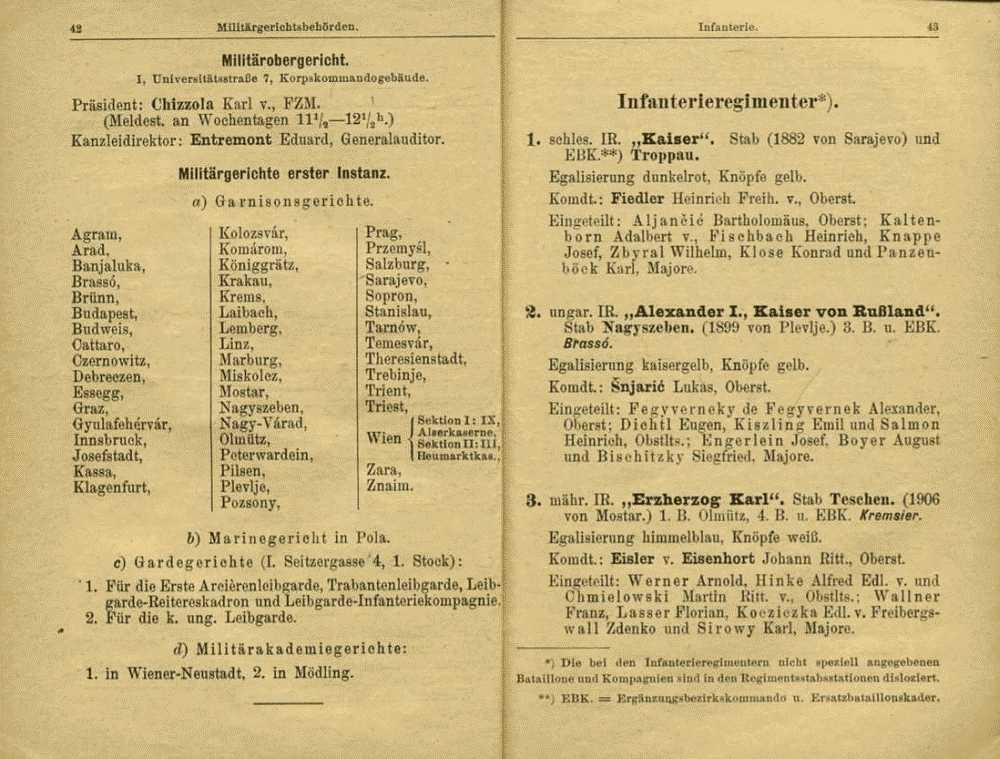 42 Militärgerichtsbehörden.
Militärobergericht.
I, Universitätsstraße 7, Korpskommandogebäude.
Präsident: Chizzola Karl v., FZM.
(Meldest. an Wochentagen 11½—12½h.)
Kanzleidirektor: Entremont Eduard, Generalauditor.
Militärgerichte erster Instanz.
a) Garnisonsgerichte.
Agram,
Arad,
Banjaluka,
Brassó,
Brünn,
Budapest,
Budweis,
Cattaro,
Czernowitz,
Debreczen,
Essegg,
Graz,
Gyulafehérvár,
Innsbruck,
Josefstadt,
Kassa,
Klagenfurt,
Kolozsvár,
Komárom,
Königgrätz,
Krakau,
Krems,
Laibach,
Lemberg,
Linz,
Marburg,
Miskolcz,
Mostar,
Nagyszeben,
Nagy-Várad,
Olmütz,
Peterwardein,
Pilsen,
Plevlje,
Pozsony,
Prag,
Przemyśl,
Salzburg,
Sarajevo,
Sopron,
Stanislau,
Tarnów,
Temesvár,
Theresienstadt,
Trebinje,
Trient,
Triest,
Wien
Sektion I: IX,
Alserkaserne,
Sektion II: III,
Heumarktkas.,
Zara,
Znaim.
b) Marinegericht in Pola.
c) Gardegerichte (I. Seitzergasse 4, 1. Stock):
1. Für die Erste Arcièrenleibgarde, Trabantenleibgarde, Leib-
garde-Reitereskadron und Leibgarde-Infanteriekompagnie.
2. Für die k. ung. Leibgarde.
d) Militärakademiegerichte:
1. in Wiener-Neustadt, 2. in Mödling.
Infanterie. 43
Infanterieregimenter*).
1. schles. IR. „Kaiser“. Stab (1882 von Sarajevo) und
EBK.**) Troppau.
Egalisierung dunkelrot, Knöpfe gelb.
Komdt.: Fiedler Heinrich Freih. v., Oberst.
Eingeteilt: Aljančić Bartholomäus, Oberst; Kalten-
born Adalbert v., Fischbach Heinrich, Knappe
Josef, Zbyral Wilhelm, Klose Konrad und Panzen-
böck Karl, Majore.
2. ungar. IR. „Alexander I., Kaiser von Rußland“.
Stab Nagyszeben. (1899 von Plevlje.) 3. B. u. EBK.
Brassó.
Egalisierung kaisergelb, Knöpfe gelb.
Komdt.: Šnjarić Lukas, Oberst.
Eingeteilt: Fegyverneky de Fegyvernek Alexander,
Oberst; Dichtl Eugen, Kiszling Emil und Salmon
Heinrich, Obstlts.; Engerlein Josef, Boyer August
und Bischitzky Siegfried, Majore.
3. mähr. IR. „Erzherzog Karl“. Stab Teschen. (1906
von Mostar.) 1. B. Olmütz, 4. B. u. EBK. Kremsier.
Egalisierung himmelblau, Knöpfe weiß.
Komdt.: Eisler v. Eisenhort Johann Ritt., Oberst.
Eingeteilt: Werner Arnold, Hinke Alfred Edl. v. und
Chmielowski Martin Ritt. v., Obstlts.; Wallner
Franz, Lasser Florian, Kocziczka Edl. v. Freibergs-
wall Zdenko und Sirowy Karl, Majore.
*) Die bei den Infanterieregimentern nicht speziell angegebenen
Bataillone und Kompagnien sind in den Regimentsstabsstationen disloziert.
**) EBK. = Ergänzungsbezirkskommando u. Ersatzbataillonskader.